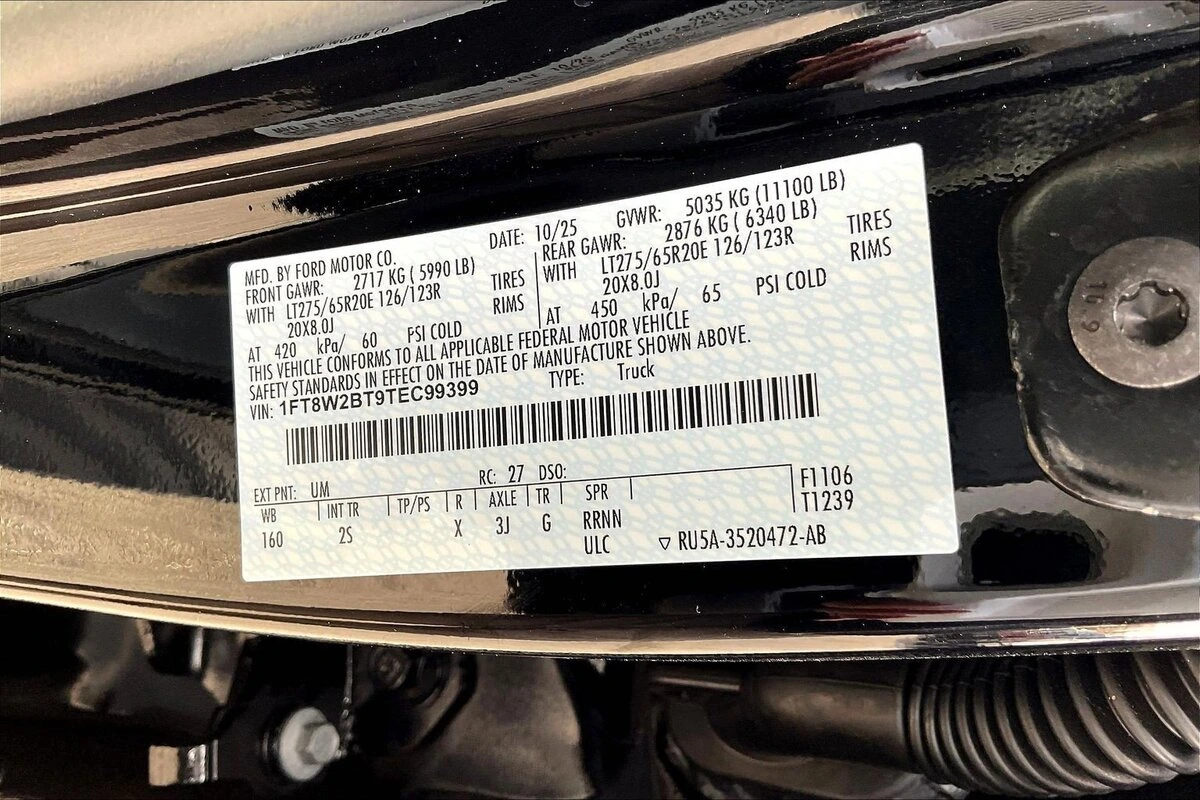 MFD. BY FORD MOTOR CO. DATE: 10/25 GVWR: 5035 KG (11100 LB)
FRONT GAWR: 2717 KG ( 5990 LB)
WITH LT275/65R20E 126/123R TIRES
20X8.0J RIMS
AT 420 kPa/ 60 PSI COLD
REAR GAWR: 2876 KG ( 6340 LB)
WITH LT275/65R20E 126/123R TIRES
20X8.0J RIMS
AT 450 kPa/ 65 PSI COLD
THIS VEHICLE CONFORMS TO ALL APPLICABLE FEDERAL MOTOR VEHICLE
SAFETY STANDARDS IN EFFECT ON THE DATE OF MANUFACTURE SHOWN ABOVE.
VIN: 1FT8W2BT9TEC99399 TYPE: Truck
EXT PNT: UM RC: 27 DSO:
WB INT TR TP/PS R AXLE TR SPR
160 2S X 3J G RRNN
ULC
F1106
T1239
▽ RU5A-3520472-AB